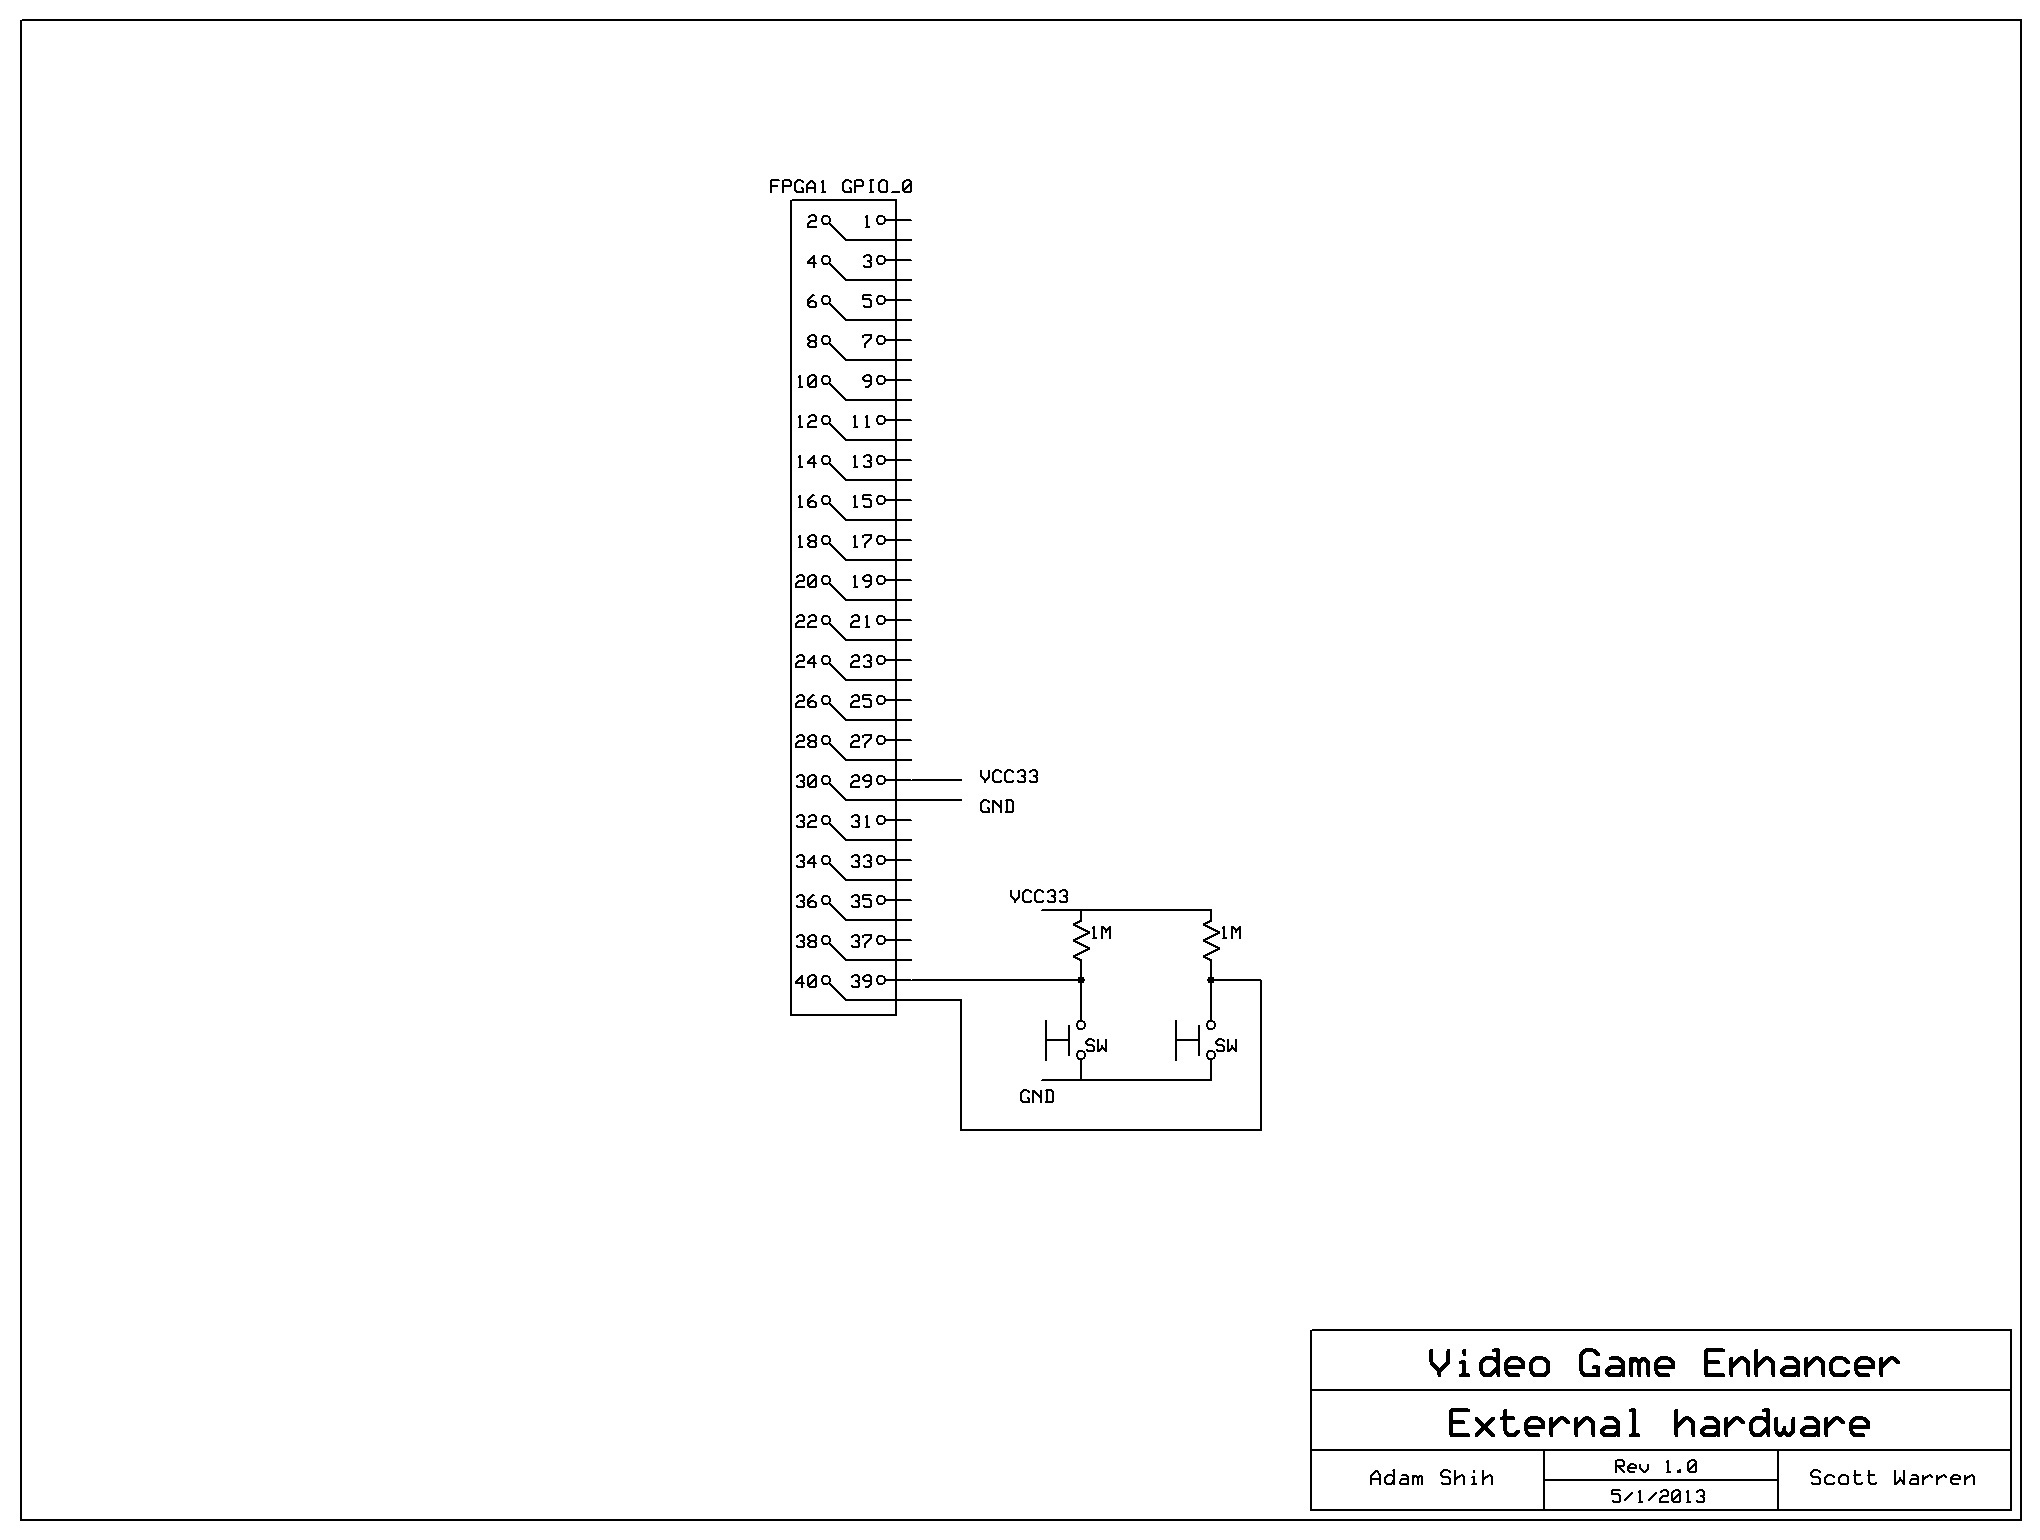 FPGA1 GPIO_0
2 1
4 3
6 5
8 7
10 9
12 11
14 13
16 15
18 17
20 19
22 21
24 23
26 25
28 27
30 29 VCC33
GND
32 31
34 33
36 35 VCC33
1M 1M
38 37
40 39
SW SW
GND
Video Game Enhancer
External hardware
Adam Shih
Rev 1.0
5/1/2013
Scott Warren